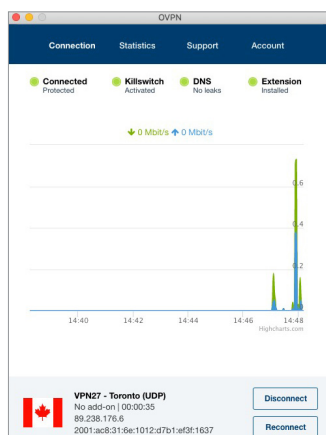 OVPN
Connection Statistics Support Account
Connected Killswitch DNS Extension
Protected Activated No leaks Installed
0 Mbit/s 0 Mbit/s
0.6
0.4
0.2
14:40 14:42 14:44 14:46 14:48
Highcharts.com
VPN27 - Toronto (UDP)
No add-on | 00:00:35
89.238.176.6
2001:ac8:31:6e:1012:d7b1:ef3f:1637
Disconnect
Reconnect